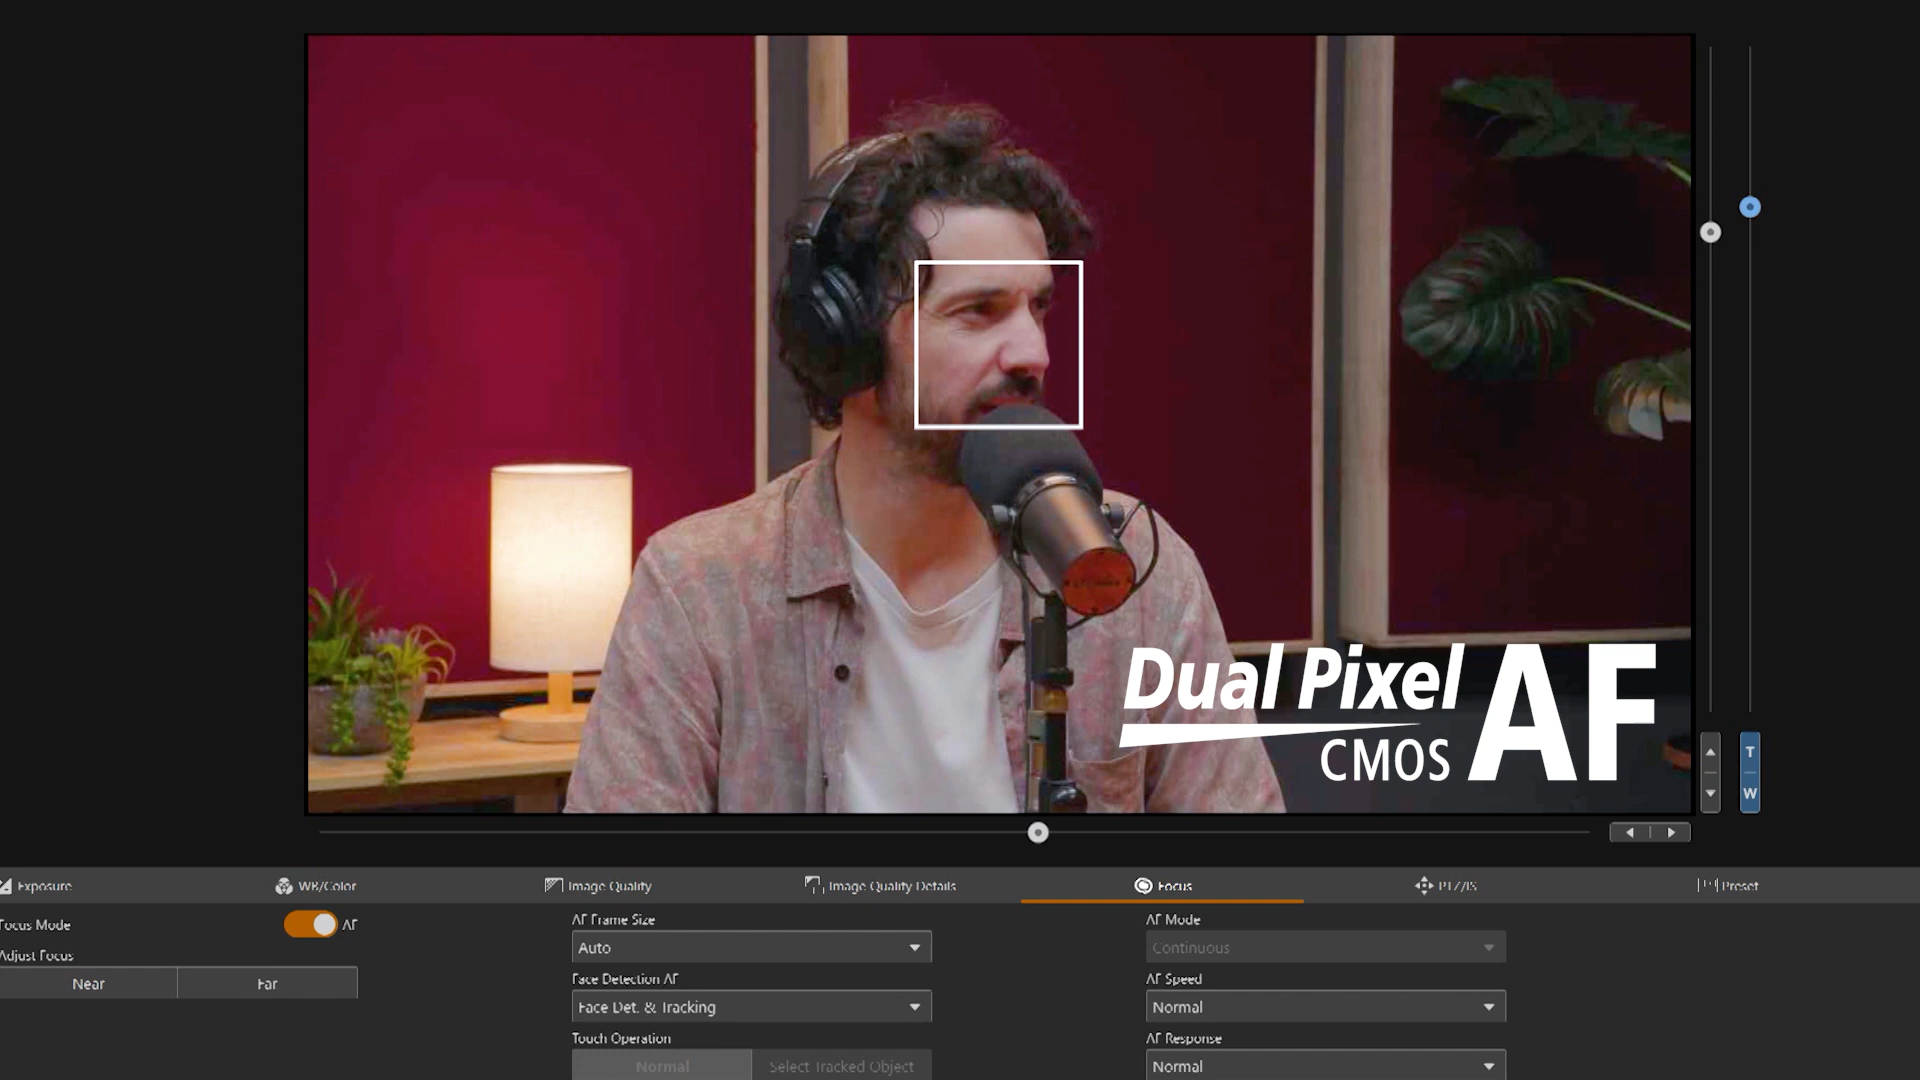 Dual Pixel
CMOS AF
T
W
Exposure
WB/Color
Image Quality
Image Quality Details
Focus
PTZ/IS
Preset
Focus Mode
AF
Adjust Focus
Near
Far
AF Frame Size
Auto
Face Detection AF
Face Det. & Tracking
Touch Operation
Normal
Select Tracked Object
AF Mode
Continuous
AF Speed
Normal
AF Response
Normal